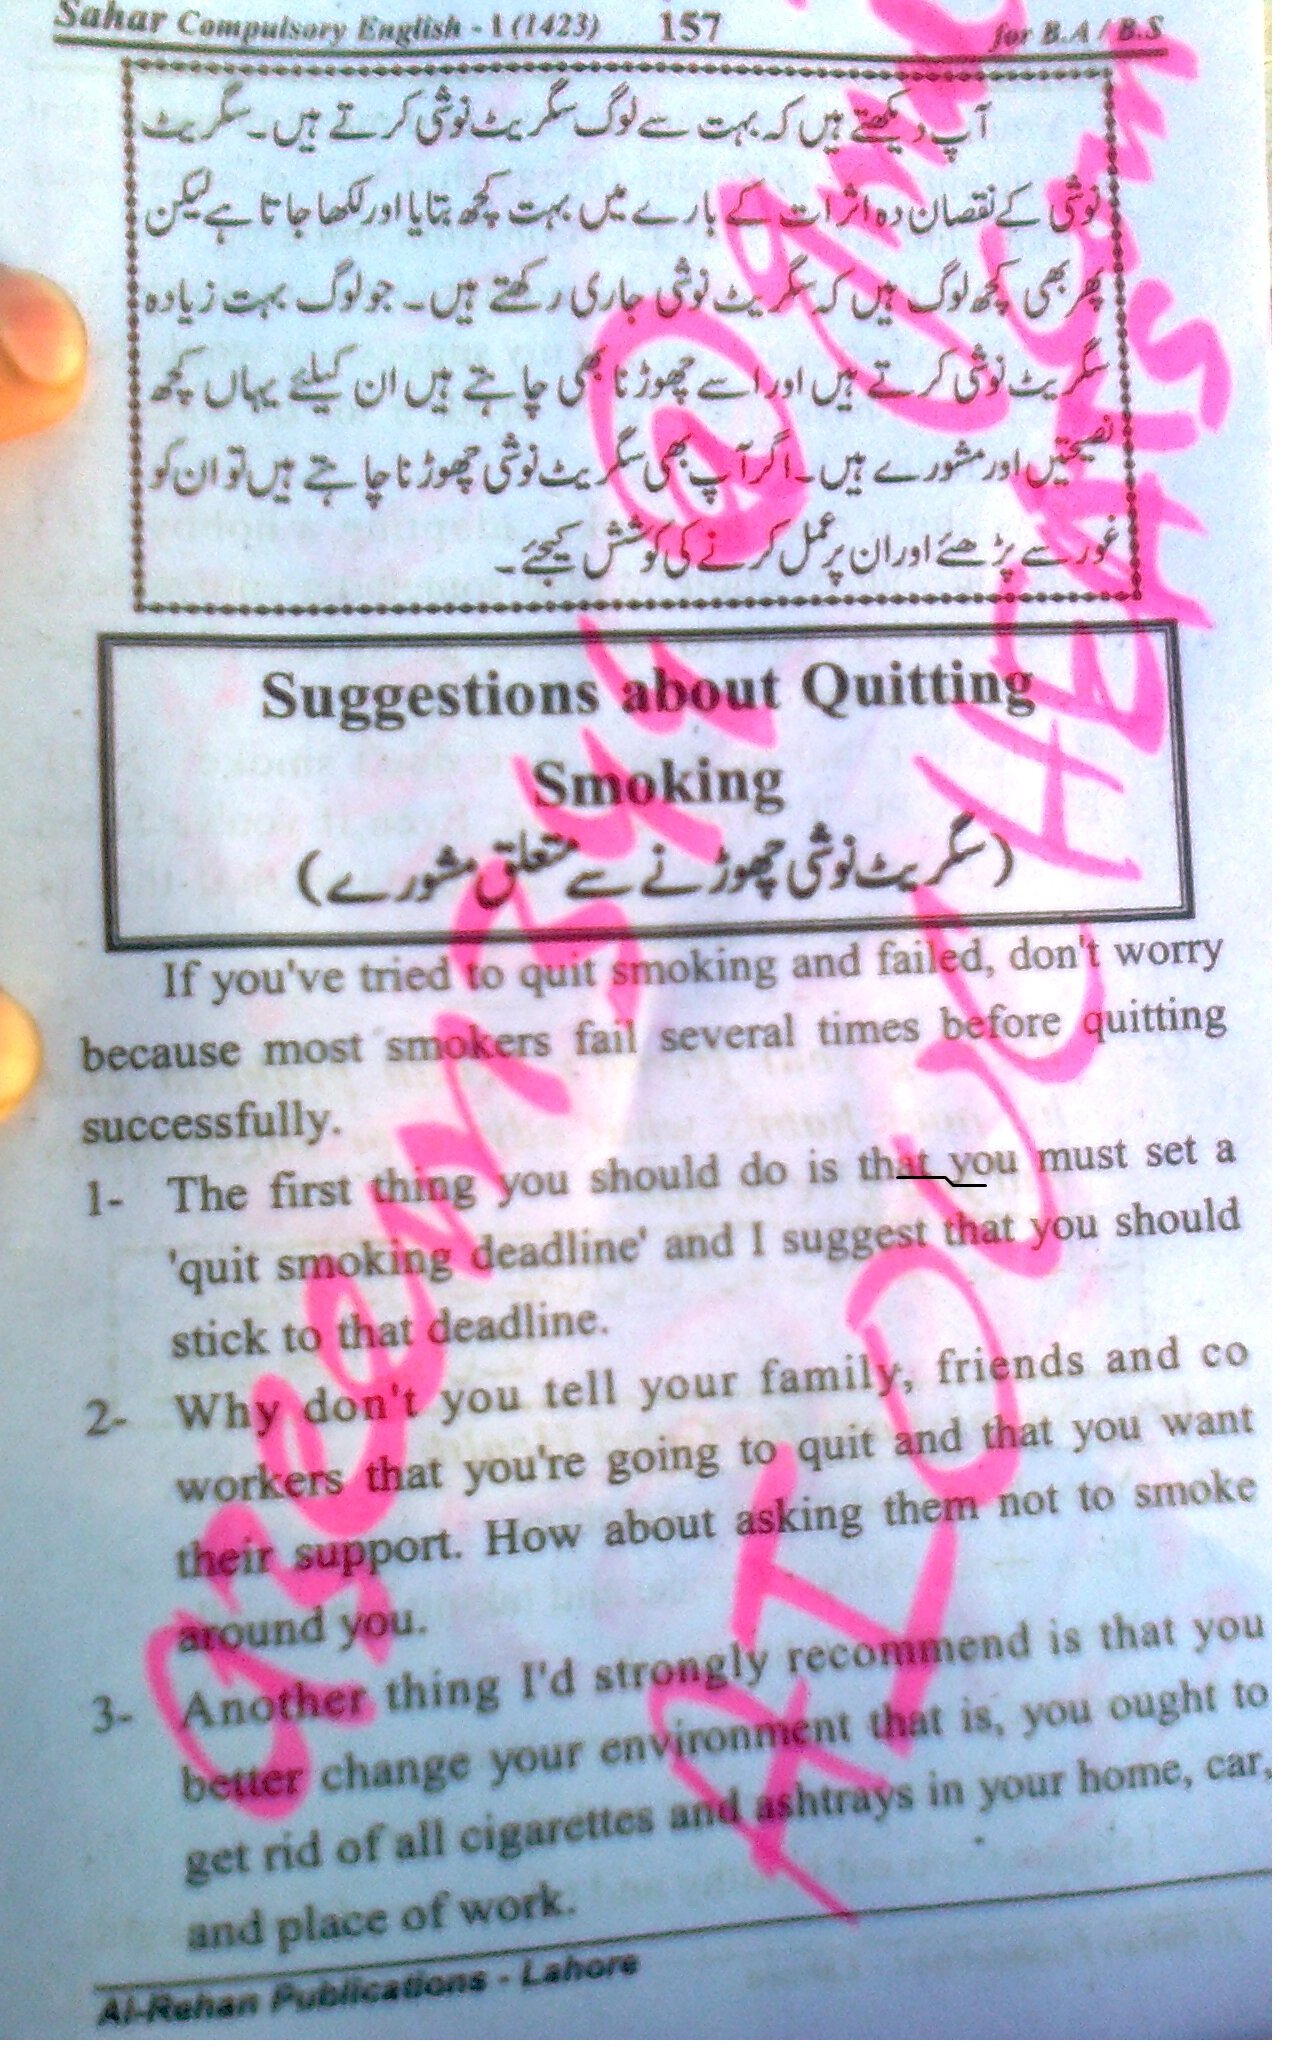 Sahar Compulsory English - I (1423) 157 for B.A / B.S
آپ دیکھتے ہیں کہ بہت سے لوگ سگریٹ نوشی کرتے ہیں۔ سگریٹ
نوشی کے نقصان دہ اثرات کے بارے میں بہت کچھ بتایا اور لکھا جاتا ہے لیکن
پھر بھی کچھ لوگ ہیں کہ سگریٹ نوشی جاری رکھتے ہیں۔ جو لوگ بہت زیادہ
سگریٹ نوشی کرتے ہیں اور اسے چھوڑنا بھی چاہتے ہیں ان کیلئے یہاں کچھ
نصیحتیں اور مشورے ہیں۔ اگر آپ بھی سگریٹ نوشی چھوڑنا چاہتے ہیں تو ان کو
غور سے پڑھئے اور ان پر عمل کرنے کی کوشش کیجئے۔
Suggestions about Quitting
Smoking
(سگریٹ نوشی چھوڑنے سے متعلق مشورے)
If you've tried to quit smoking and failed, don't worry
because most smokers fail several times before quitting
successfully.
1- The first thing you should do is that you must set a
'quit smoking deadline' and I suggest that you should
stick to that deadline.
2- Why don't you tell your family, friends and co
workers that you're going to quit and that you want
their support. How about asking them not to smoke
around you.
3- Another thing I'd strongly recommend is that you
better change your environment that is, you ought to
get rid of all cigarettes and ashtrays in your home, car,
and place of work.
Al-Rehan Publications - Lahore